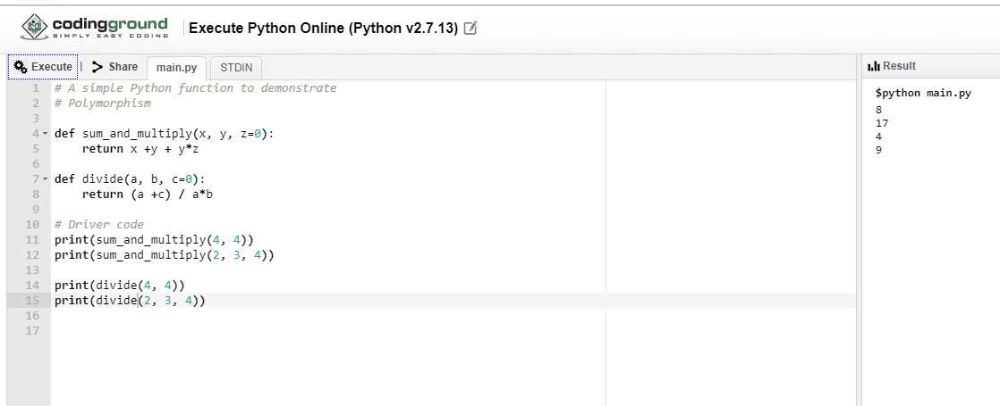 codingground
SIMPLY EASY CODING
Execute Python Online (Python v2.7.13)
Execute | Share main.py STDIN
Result
1 # A simple Python function to demonstrate
2 # Polymorphism
3
4 def sum_and_multiply(x, y, z=0):
5 return x +y + y*z
6
7 def divide(a, b, c=0):
8 return (a +c) / a*b
9
10 # Driver code
11 print(sum_and_multiply(4, 4))
12 print(sum_and_multiply(2, 3, 4))
13
14 print(divide(4, 4))
15 print(divide(2, 3, 4))
16
17
$python main.py
8
17
4
9